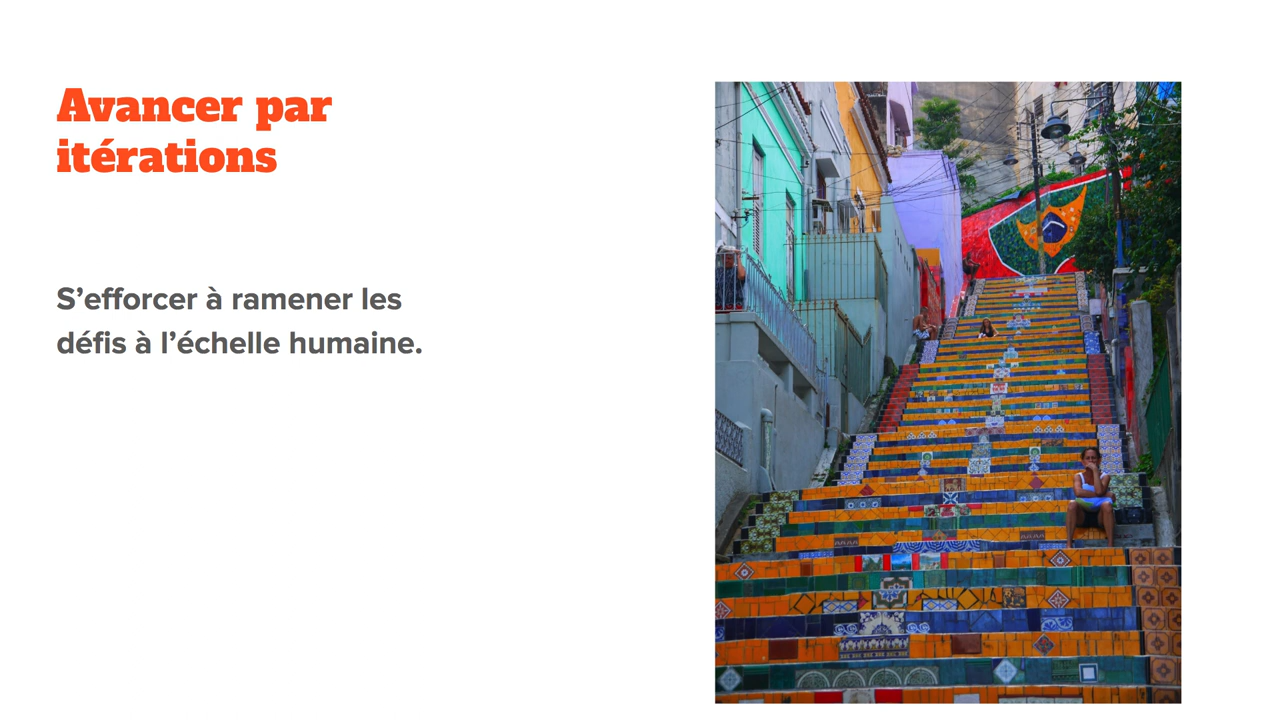 Avancer par
itérations
S’efforcer à ramener les
défis à l’échelle humaine.